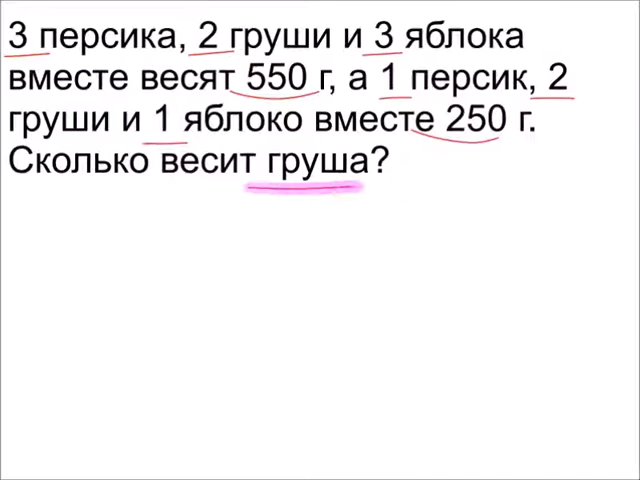 3 персика, 2 груши и 3 яблока
вместе весят 550 г, а 1 персик, 2
груши и 1 яблоко вместе 250 г.
Сколько весит груша?